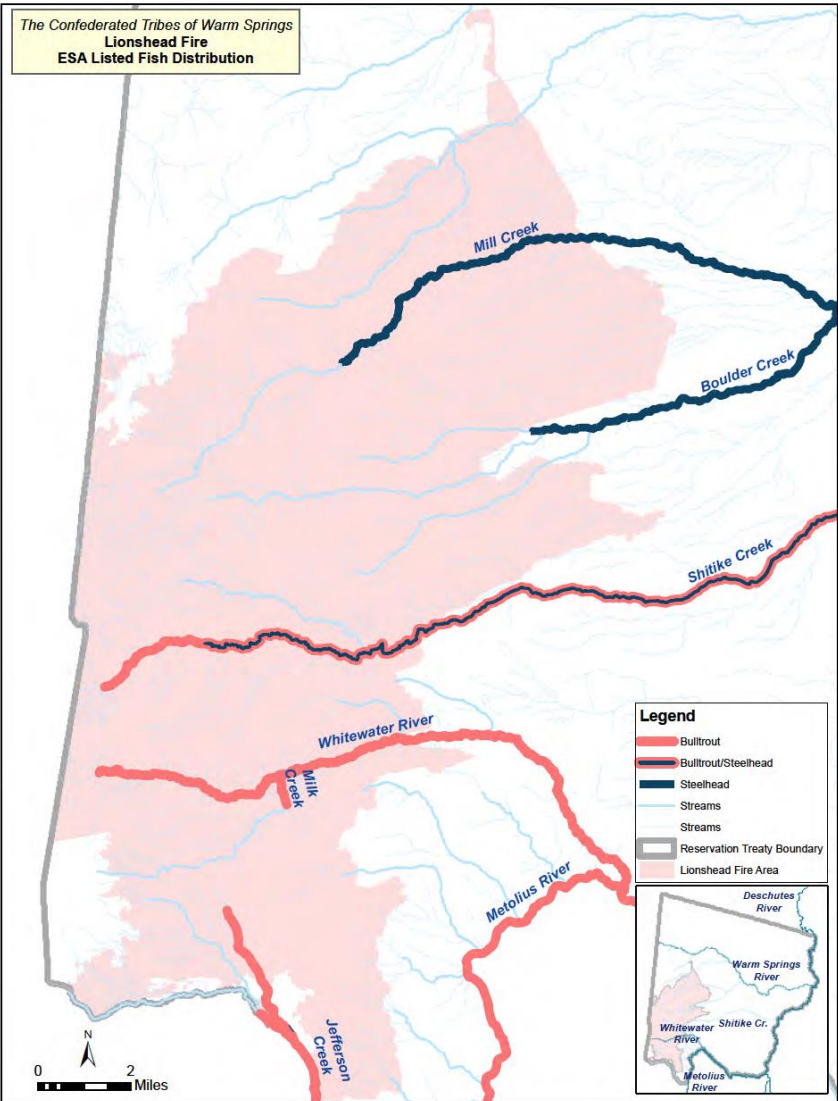 The Confederated Tribes of Warm Springs
Lionshead Fire
ESA Listed Fish Distribution
Mill Creek
Boulder Creek
Shitike Creek
Whitewater River
Milk
Creek
Metolius River
Jefferson
Creek
N
0 2
Miles
Legend
Bulltrout
Bulltrout/Steelhead
Steelhead
Streams
Streams
Reservation Treaty Boundary
Lionshead Fire Area
Deschutes
River
Warm Springs
River
Shitike Cr.
Whitewater
River
Metolius
River